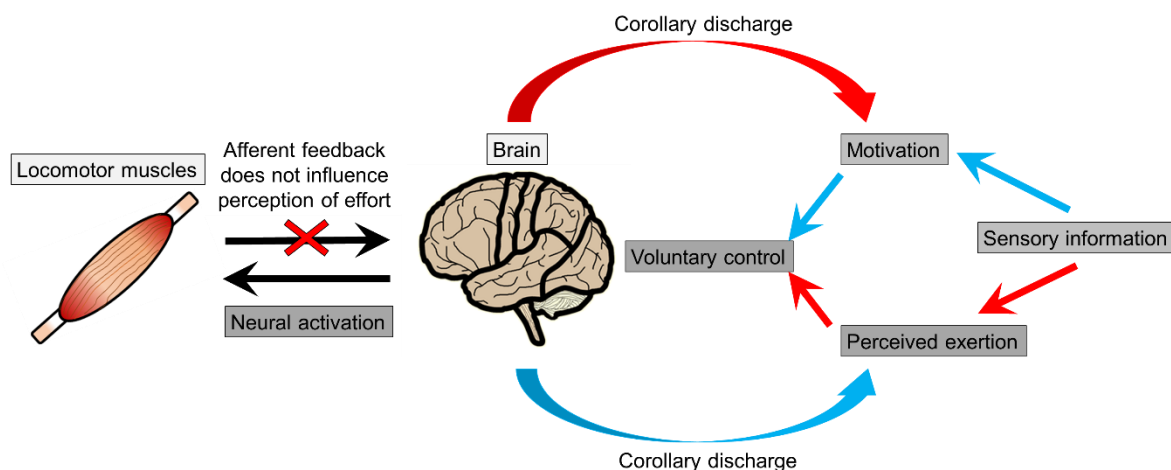 Corollary discharge
Locomotor muscles
Afferent feedback
does not influence
perception of effort
Brain
Motivation
Sensory information
Voluntary control
Neural activation
Perceived exertion
Corollary discharge